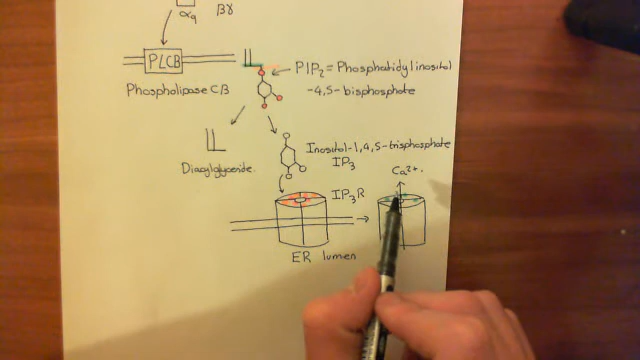 αq βγ
PLCβ
PIP2 = Phosphatidylinositol
-4,5-bisphosphate
Phospholipase Cβ
Inositol-1,4,5-trisphosphate
IP3
Diacylglyceride
Ca2+.
IP3R
ER lumen